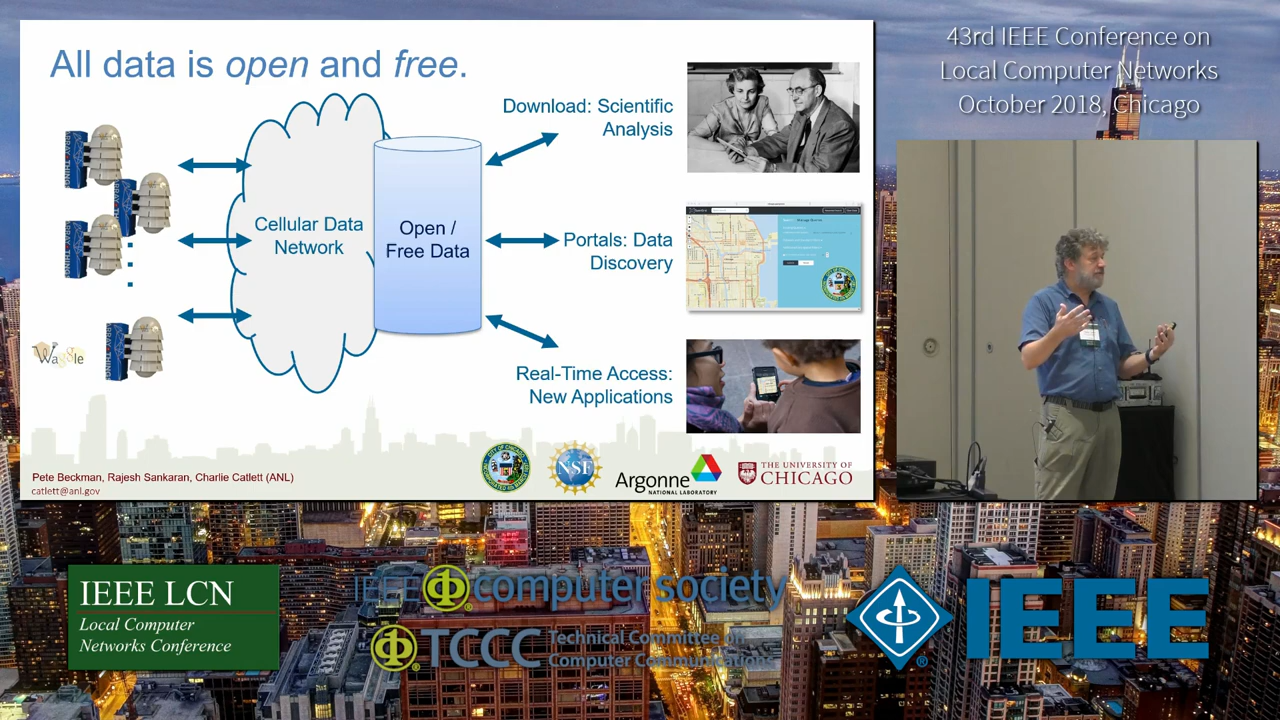 All data is open and free.
Download: Scientific
Analysis
Cellular Data
Network
Open /
Free Data
Portals: Data
Discovery
Real-Time Access:
New Applications
Waggle
Pete Beckman, Rajesh Sankaran, Charlie Catlett (ANL)
catlett@anl.gov
NSF
Argonne
NATIONAL LABORATORY
THE UNIVERSITY OF
CHICAGO
43rd IEEE Conference on
Local Computer Networks
October 2018, Chicago
IEEE LCN
Local Computer
Networks Conference
IEEE computer society
TCCC Technical Committee on
Computer Communications
IEEE